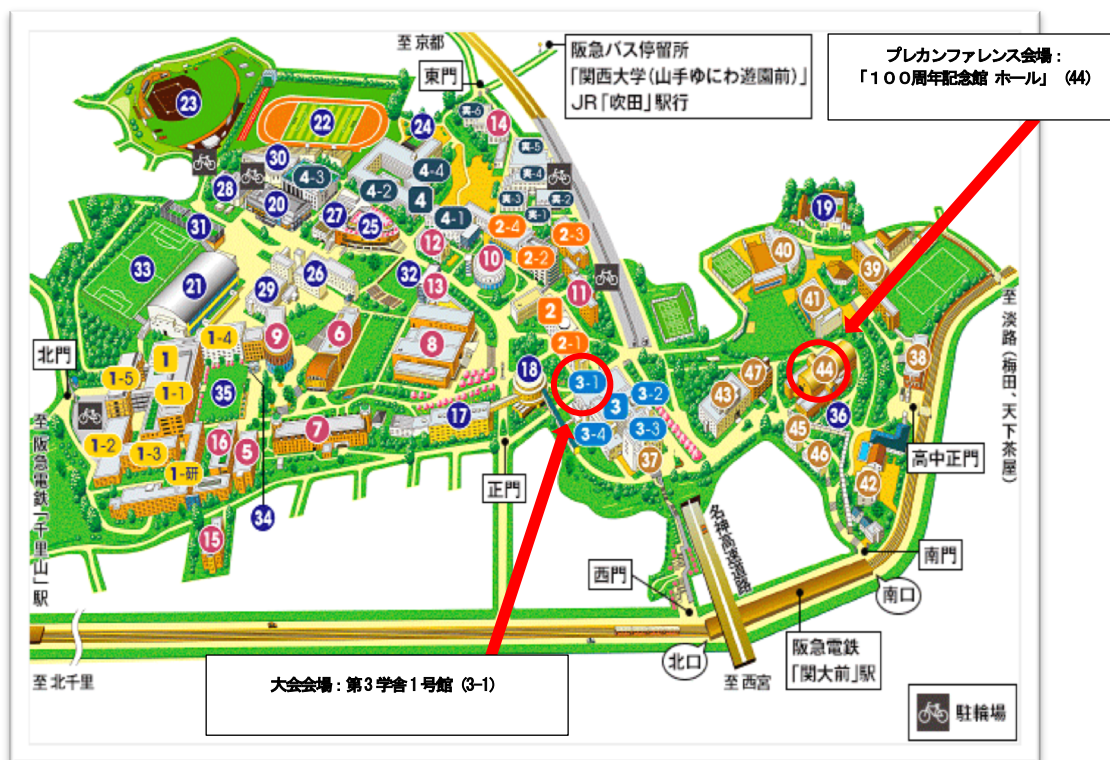 至 京都
東門
阪急バス停留所
「関西大学(山手ゆにわ遊園前)」
JR「吹田」駅行
プレカンファレンス会場：
「１００周年記念館 ホール」（44）
23
22
24
実-6
14
30
4-3
4-4
実-5
28
20
4-2
4
実-4
実-3
実-2
実-1
31
27
25
4-1
2-4
2-3
19
12
2-2
40
39
33
21
29
26
32
10
13
11
41
北門
1
1-4
9
6
8
2
2-1
至 淡路(梅田、天下茶屋)
1-5
1-1
35
18
3-1
3-2
44
38
3
47
43
36
17
3-4
3-3
1-2
1-3
16
5
7
45
高中正門
1-研
37
46
42
正門
34
15
至 阪急電鉄「千里山」駅
名神高速道路
西門
南門
南口
北口
阪急電鉄
「関大前」駅
至 北千里
大会会場：第3学舎1号館（3-1）
至 西宮
駐輪場